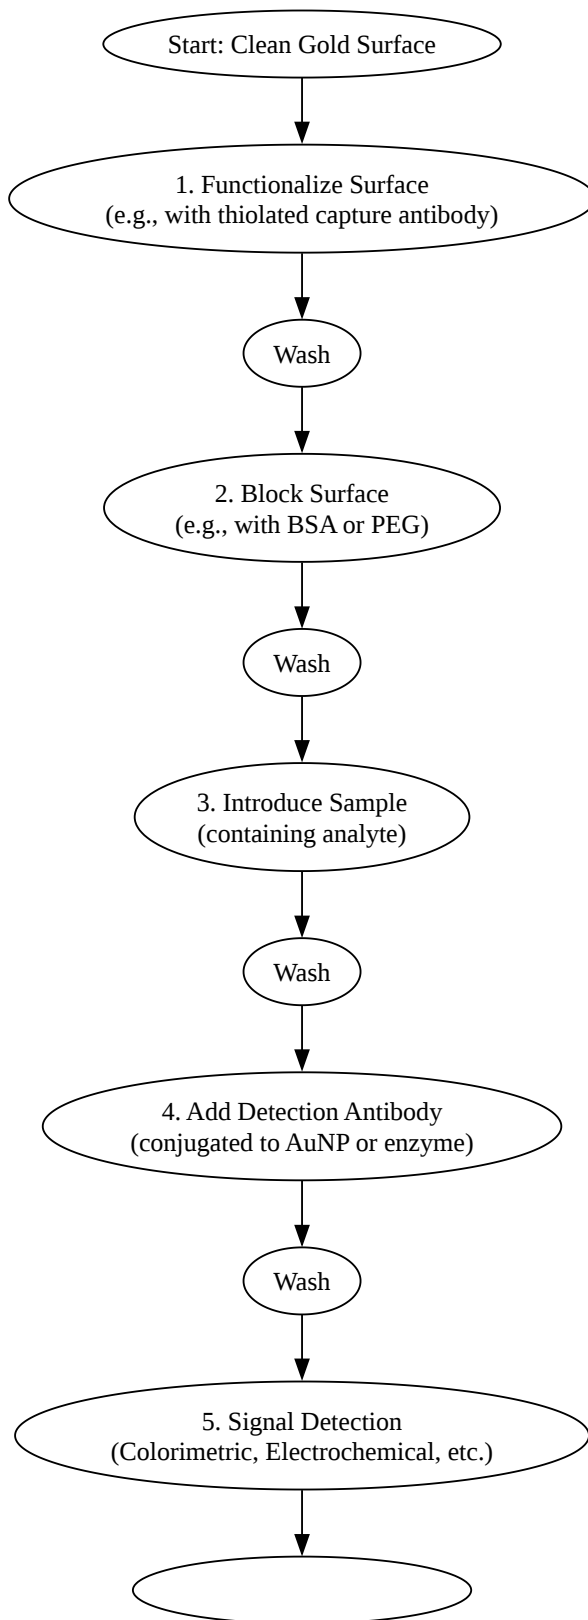 Start: Clean Gold Surface
1. Functionalize Surface
(e.g., with thiolated capture antibody)
Wash
2. Block Surface
(e.g., with BSA or PEG)
Wash
3. Introduce Sample
(containing analyte)
Wash
4. Add Detection Antibody
(conjugated to AuNP or enzyme)
Wash
5. Signal Detection
(Colorimetric, Electrochemical, etc.)